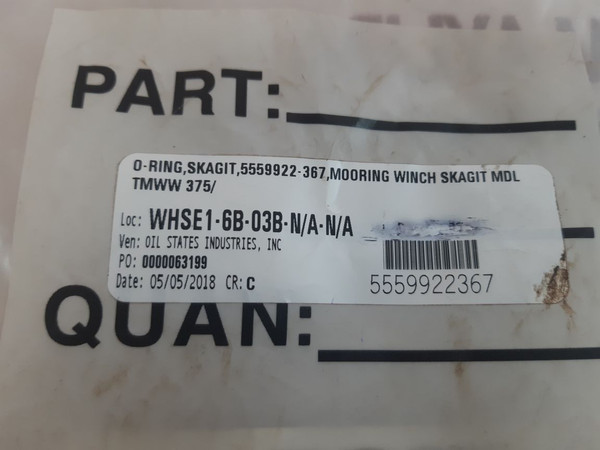 PART:
O-RING,SKAGIT,5559922-367,MOORING WINCH SKAGIT MDL
TMWW 375/
Loc: WHSE1-6B-03B-N/A-N/A
Ven: OIL STATES INDUSTRIES, INC
PO: 0000063199
Date: 05/05/2018 CR: C
5559922367
QUAN: